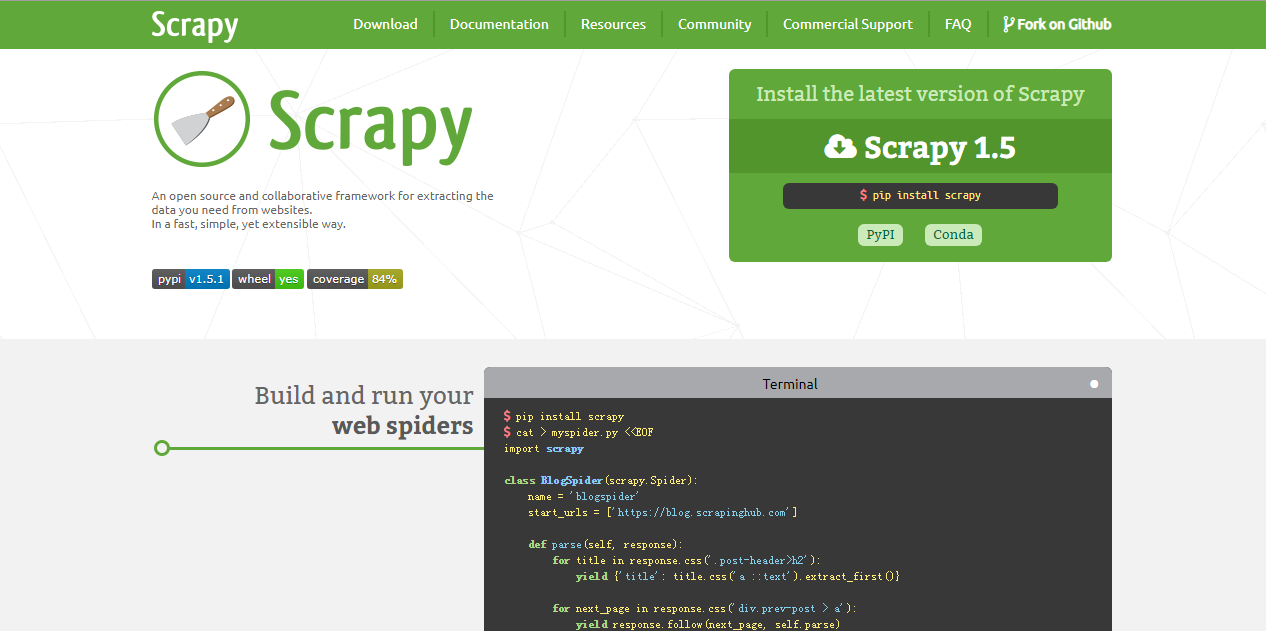 Scrapy Download Documentation Resources Community Commercial Support FAQ Fork on Github
Scrapy
An open source and collaborative framework for extracting the
data you need from websites.
In a fast, simple, yet extensible way.
pypi v1.5.1 wheel yes coverage 84%
Install the latest version of Scrapy
Scrapy 1.5
$ pip install scrapy
PyPI Conda
Build and run your
web spiders
Terminal
$ pip install scrapy
$ cat > myspider.py <<EOF
import scrapy
class BlogSpider(scrapy.Spider):
    name = 'blogspider'
    start_urls = ['https://blog.scrapinghub.com']
    def parse(self, response):
        for title in response.css('.post-header>h2'):
            yield {'title': title.css('a ::text').extract_first()}
        for next_page in response.css('div.prev-post > a'):
            yield response.follow(next_page, self.parse)